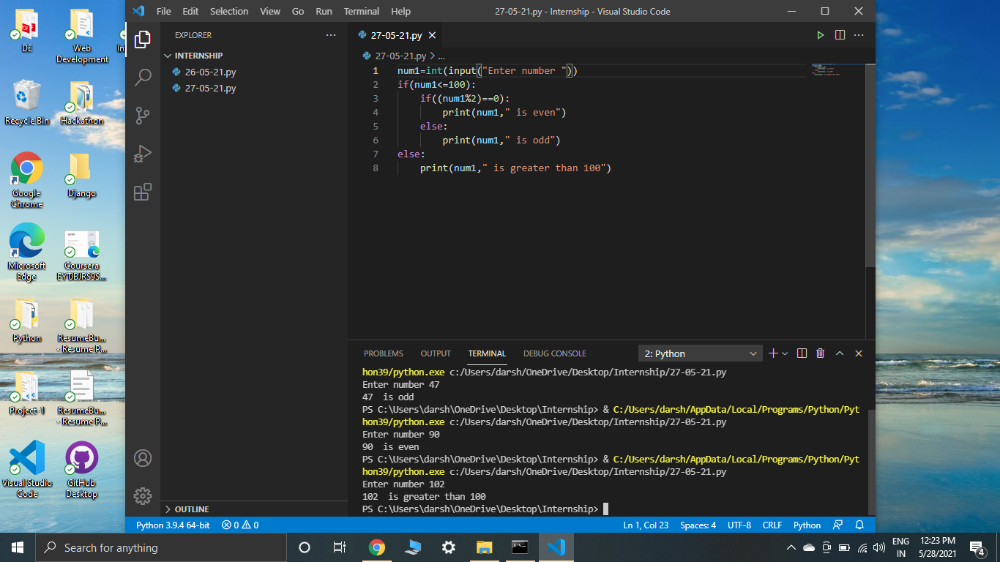 File Edit Selection View Go Run Terminal Help 27-05-21.py - Internship - Visual Studio Code
EXPLORER
INTERNSHIP
26-05-21.py
27-05-21.py
OUTLINE
27-05-21.py
27-05-21.py > ...
1 num1=int(input("Enter number "))
2 if(num1<=100):
3 if((num1%2)==0):
4 print(num1," is even")
5 else:
6 print(num1," is odd")
7 else:
8 print(num1," is greater than 100")
PROBLEMS OUTPUT TERMINAL DEBUG CONSOLE 2: Python
hon39/python.exe c:/Users/darsh/OneDrive/Desktop/Internship/27-05-21.py
Enter number 47
47  is odd
PS C:\Users\darsh\OneDrive\Desktop\Internship> & C:/Users/darsh/AppData/Local/Programs/Python/Pyt
hon39/python.exe c:/Users/darsh/OneDrive/Desktop/Internship/27-05-21.py
Enter number 90
90  is even
PS C:\Users\darsh\OneDrive\Desktop\Internship> & C:/Users/darsh/AppData/Local/Programs/Python/Pyt
hon39/python.exe c:/Users/darsh/OneDrive/Desktop/Internship/27-05-21.py
Enter number 102
102  is greater than 100
PS C:\Users\darsh\OneDrive\Desktop\Internship>
Python 3.9.4 64-bit 0 0 Ln 1, Col 23 Spaces: 4 UTF-8 CRLF Python
DE
Web
Development
Recycle Bin
Hackathon
Google
Chrome
Django
Microsoft
Edge
Coursera
Python
ResumeBu...
- Resume P...
Project-1
ResumeBu...
- Resume P...
Visual Studio
Code
GitHub
Desktop
Search for anything
ENG
IN
12:23 PM
5/28/2021
4